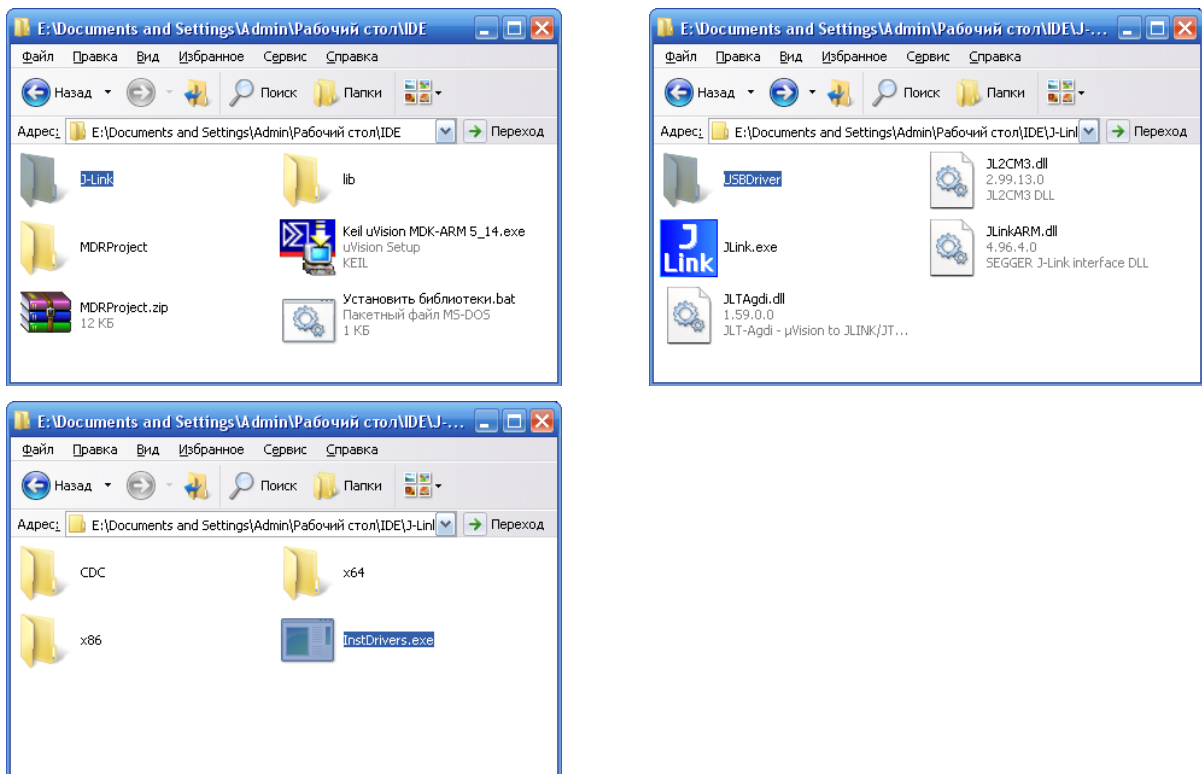 E:\Documents and Settings\Admin\Рабочий стол\IDE
Файл Правка Вид Избранное Сервис Справка
Назад Поиск Папки
Адрес: E:\Documents and Settings\Admin\Рабочий стол\IDE Переход
J-Link
lib
MDRProject
Keil uVision MDK-ARM 5_14.exe
uVision Setup
KEIL
MDRProject.zip
12 КБ
Установить библиотеки.bat
Пакетный файл MS-DOS
1 КБ
E:\Documents and Settings\Admin\Рабочий стол\IDE\J-...
Файл Правка Вид Избранное Сервис Справка
Назад Поиск Папки
Адрес: E:\Documents and Settings\Admin\Рабочий стол\IDE\J-Linl Переход
USBDriver
JL2CM3.dll
2.99.13.0
JL2CM3 DLL
J
Link
JLink.exe
JLinkARM.dll
4.96.4.0
SEGGER J-Link interface DLL
JLTAgdi.dll
1.59.0.0
JLT-Agdi - µVision to JLINK/JT...
E:\Documents and Settings\Admin\Рабочий стол\IDE\J-...
Файл Правка Вид Избранное Сервис Справка
Назад Поиск Папки
Адрес: E:\Documents and Settings\Admin\Рабочий стол\IDE\J-Linl Переход
CDC
x64
x86
InstDrivers.exe